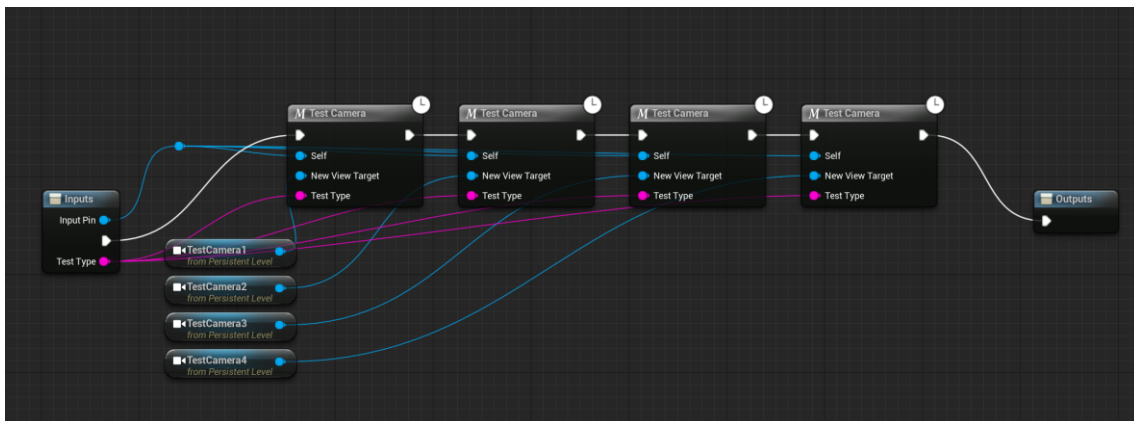 M Test Camera
Self
New View Target
Test Type
M Test Camera
Self
New View Target
Test Type
M Test Camera
Self
New View Target
Test Type
M Test Camera
Self
New View Target
Test Type
Inputs
Input Pin
Test Type
TestCamera1
from Persistent Level
TestCamera2
from Persistent Level
TestCamera3
from Persistent Level
TestCamera4
from Persistent Level
Outputs